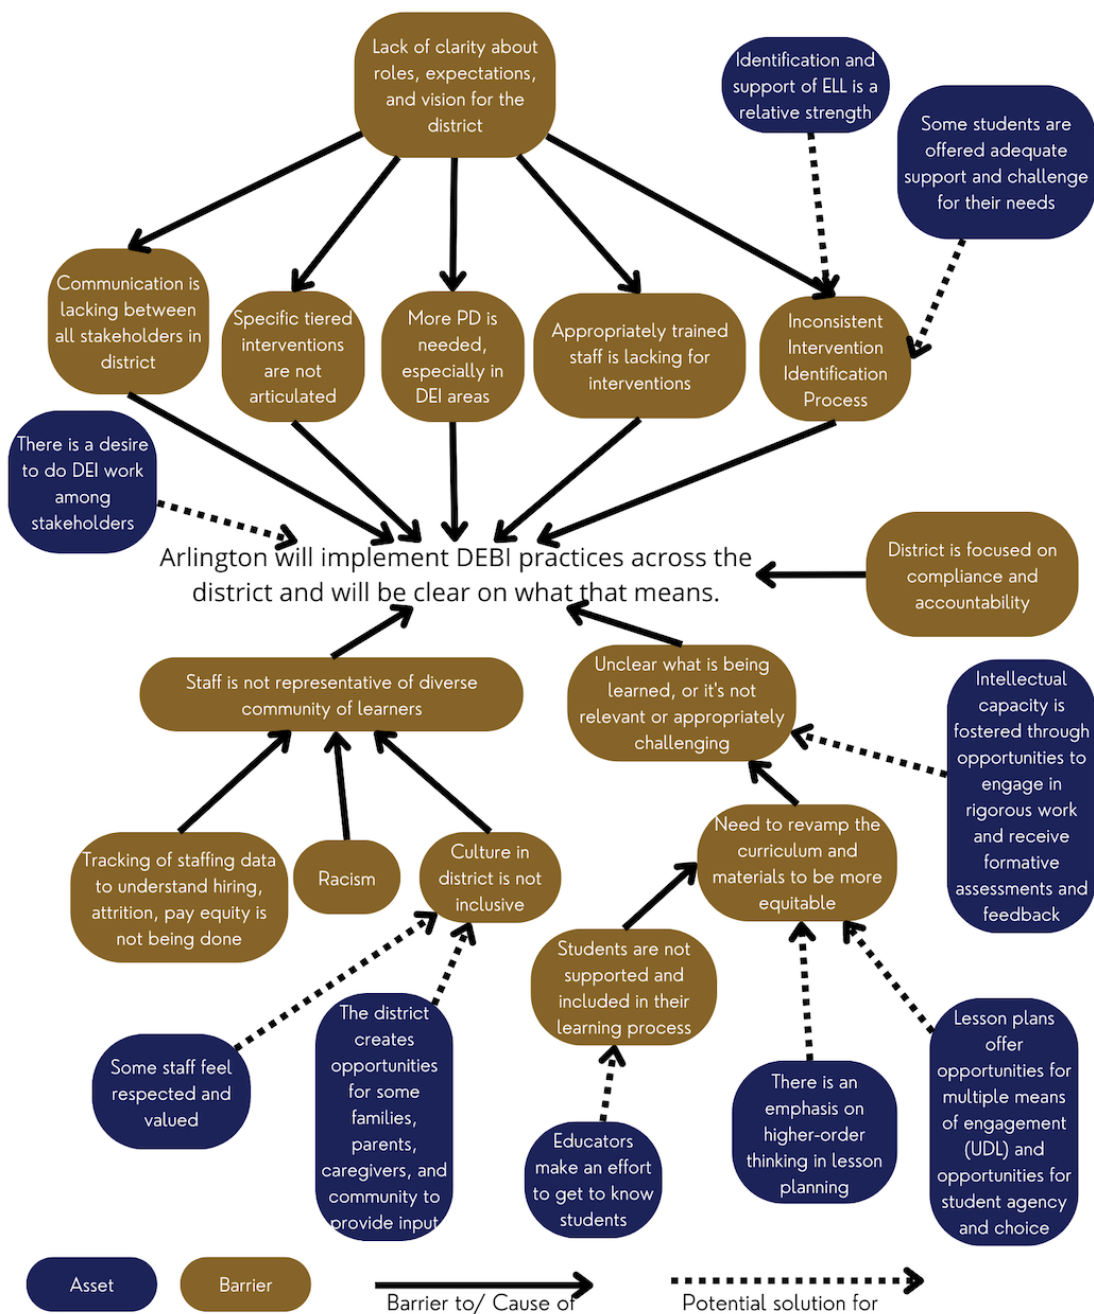 Lack of clarity about
roles, expectations,
and vision for the
district
Identification and
support of ELL is a
relative strength
Some students are
offered adequate
support and challenge
for their needs
Communication is
lacking between
all stakeholders in
district
Specific tiered
interventions
are not
articulated
More PD is
needed,
especially in
DEI areas
Appropriately trained
staff is lacking for
interventions
Inconsistent
Intervention
Identification
Process
There is a desire
to do DEI work
among
stakeholders
Arlington will implement DEBI practices across the
district and will be clear on what that means.
District is focused on
compliance and
accountability
Staff is not representative of diverse
community of learners
Unclear what is being
learned, or it's not
relevant or appropriately
challenging
Intellectual
capacity is
fostered through
opportunities to
engage in
rigorous work
and receive
formative
assessments and
feedback
Tracking of staffing data
to understand hiring,
attrition, pay equity is
not being done
Racism
Culture in
district is not
inclusive
Need to revamp the
curriculum and
materials to be more
equitable
Students are not
supported and
included in their
learning process
Some staff feel
respected and
valued
The district
creates
opportunities
for some
families,
parents,
caregivers, and
community to
provide input
Educators
make an effort
to get to know
students
There is an
emphasis on
higher-order
thinking in lesson
planning
Lesson plans
offer
opportunities for
multiple means
of engagement
(UDL) and
opportunities for
student agency
and choice
Asset
Barrier
Barrier to/ Cause of
Potential solution for